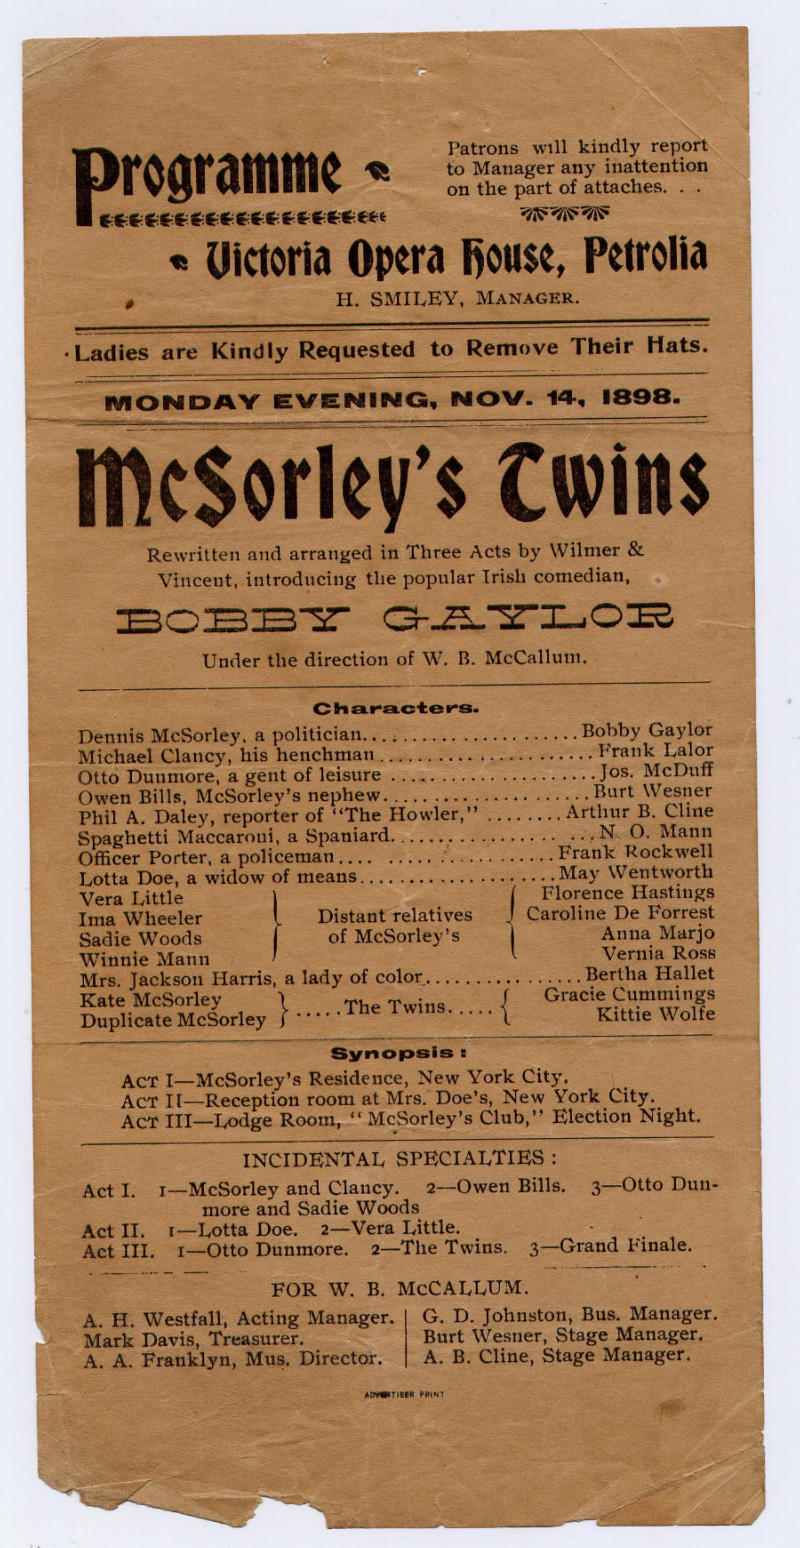 Programme
Patrons will kindly report
to Manager any inattention
on the part of attaches. . .
Victoria Opera House, Petrolia
H. SMILEY, MANAGER.
Ladies are Kindly Requested to Remove Their Hats.
MONDAY EVENING, NOV. 14, 1898.
McSorley's Twins
Rewritten and arranged in Three Acts by Wilmer &
Vincent, introducing the popular Irish comedian,
BOBBY GAYLOR
Under the direction of W. B. McCallum.
Characters.
Dennis McSorley, a politician........................Bobby Gaylor
Michael Clancy, his henchman........................Frank Lalor
Otto Dunmore, a gent of leisure ........................Jos. McDuff
Owen Bills, McSorley's nephew........................Burt Wesner
Phil A. Daley, reporter of "The Howler," ........Arthur B. Cline
Spaghetti Maccaroni, a Spaniard........................N. O. Mann
Officer Porter, a policeman........................Frank Rockwell
Lotta Doe, a widow of means........................May Wentworth
Vera Little } { Florence Hastings
Ima Wheeler } Distant relatives { Caroline De Forrest
Sadie Woods } of McSorley's { Anna Marjo
Winnie Mann } { Vernia Ross
Mrs. Jackson Harris, a lady of color.................Bertha Hallet
Kate McSorley } .....The Twins..... { Gracie Cummings
Duplicate McSorley } { Kittie Wolfe
Synopsis:
ACT I—McSorley's Residence, New York City.
ACT II—Reception room at Mrs. Doe's, New York City.
ACT III—Lodge Room, "McSorley's Club," Election Night.
INCIDENTAL SPECIALTIES:
Act I. 1—McSorley and Clancy. 2—Owen Bills. 3—Otto Dun-
more and Sadie Woods
Act II. 1—Lotta Doe. 2—Vera Little.
Act III. 1—Otto Dunmore. 2—The Twins. 3—Grand Finale.
FOR W. B. McCALLUM.
A. H. Westfall, Acting Manager. | G. D. Johnston, Bus. Manager.
Mark Davis, Treasurer. | Burt Wesner, Stage Manager.
A. A. Franklyn, Mus. Director. | A. B. Cline, Stage Manager.
ADVERTISER PRINT